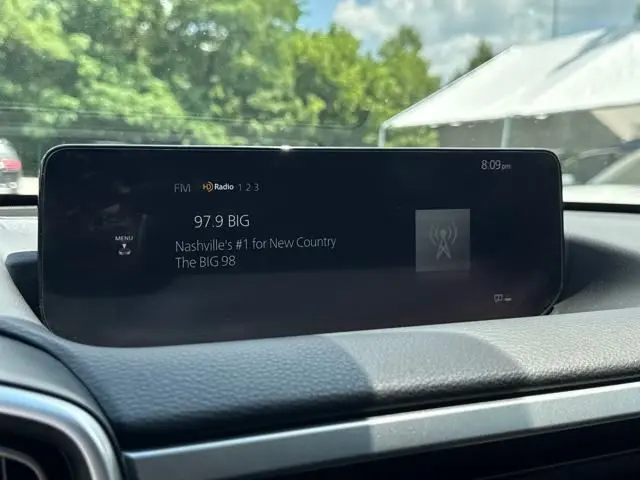 8:09 pm
FM HD Radio 1 2 3
97.9 BIG
MENU
Nashville's #1 for New Country
The BIG 98